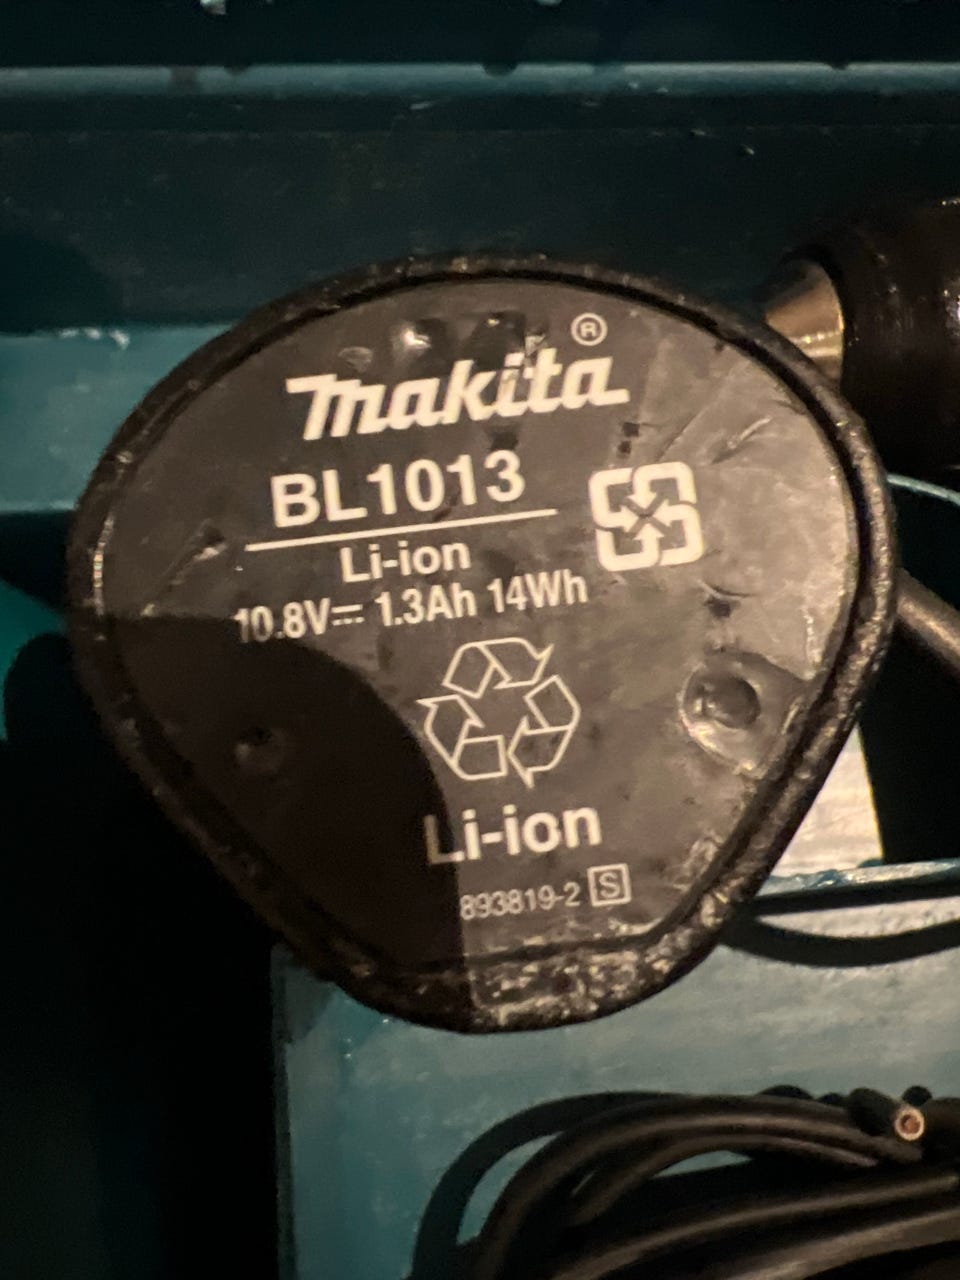 makita®
BL1013
Li-ion
10.8V⎓ 1.3Ah 14Wh
Li-ion
893819-2 S